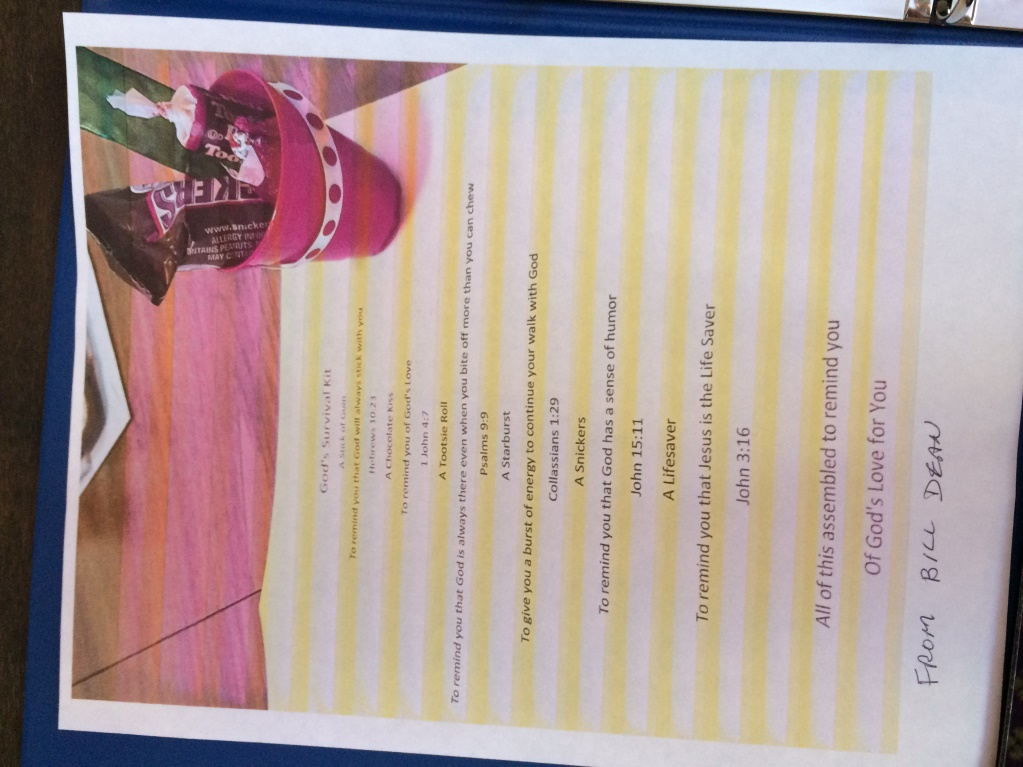 Too
KERS
www.snicker
ALLERGY INFO
NTAINS PEANUTS
MAY CONTA
God's Survival Kit
A Stick of Gum
To remind you that God will always stick with you
Hebrews 10:23
A Chocolate Kiss
To remind you of God's Love
1 John 4:7
A Tootsie Roll
To remind you that God is always there even when you bite off more than you can chew
Psalms 9:9
A Starburst
To give you a burst of energy to continue your walk with God
Collassians 1:29
A Snickers
To remind you that God has a sense of humor
John 15:11
A Lifesaver
To remind you that Jesus is the Life Saver
John 3:16
All of this assembled to remind you
Of God's Love for You
FROM BILL DEAN